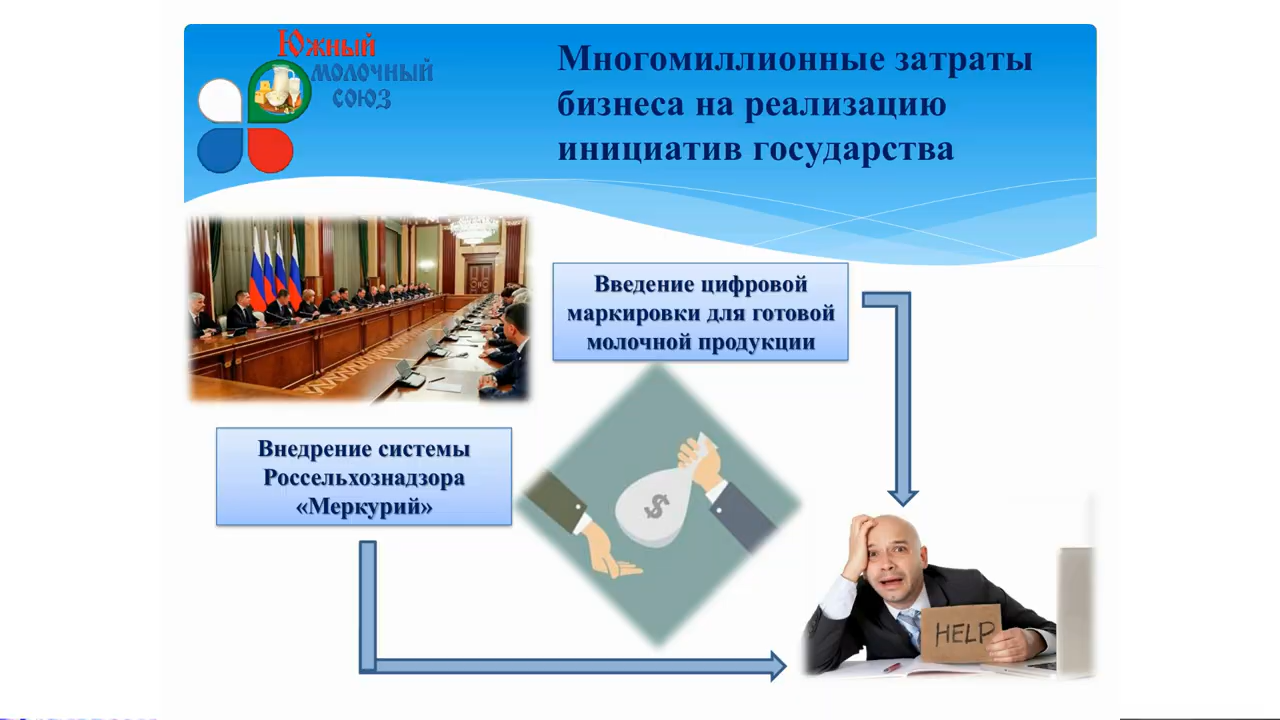 Южный
молочный
союз
Многомиллионные затраты
бизнеса на реализацию
инициатив государства
Введение цифровой
маркировки для готовой
молочной продукции
Внедрение системы
Россельхознадзора
«Меркурий»
$
HELP